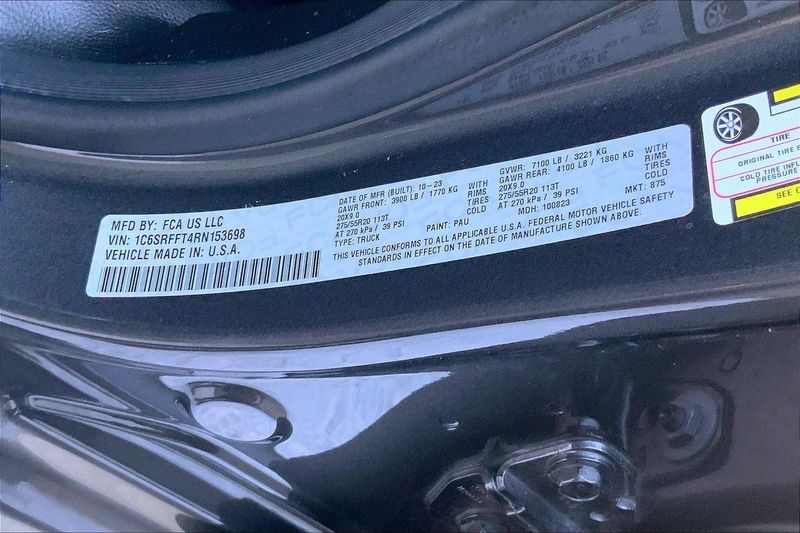 MFD BY: FCA US LLC
VIN: 1C6SRFFT4RN153698
VEHICLE MADE IN U.S.A.
DATE OF MFR (BUILT): 10-23
GAWR FRONT: 3900 LB / 1770 KG WITH
20X9.0 RIMS
275/55R20 113T TIRES
AT 270 kPa / 39 PSI COLD
TYPE: TRUCK PAINT: PAU
GVWR: 7100 LB / 3221 KG
GAWR REAR: 4100 LB / 1860 KG WITH
20X9.0 RIMS
275/55R20 113T TIRES
AT 270 kPa / 39 PSI COLD
MDH: 100823 MKT: 875
THIS VEHICLE CONFORMS TO ALL APPLICABLE U.S.A. FEDERAL MOTOR VEHICLE SAFETY
STANDARDS IN EFFECT ON THE DATE OF MANUFACTURE SHOWN ABOVE.
TIRE
ORIGINAL TIRE
COLD TIRE INFL
PRESSURE